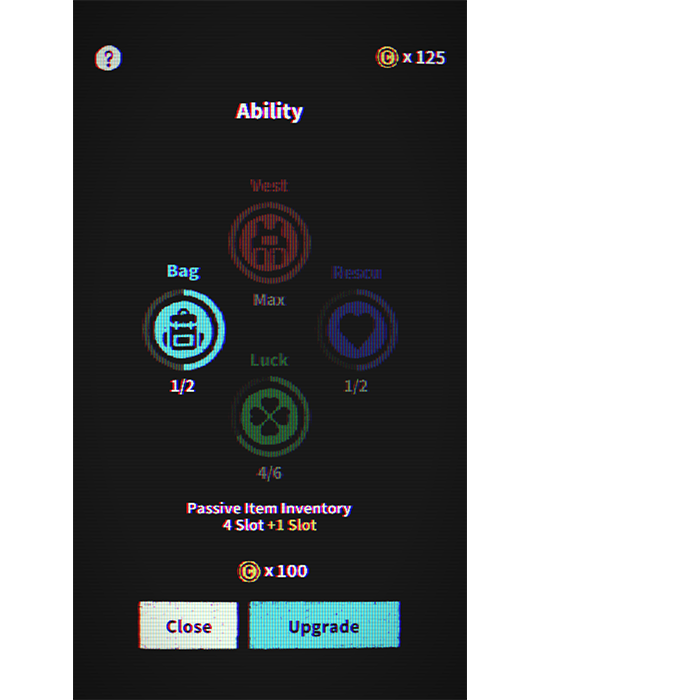 ?
C x 125
Ability
Vest
Bag
Rescu
Max
1/2
Luck
1/2
4/6
Passive Item Inventory
4 Slot +1 Slot
C x 100
Close
Upgrade